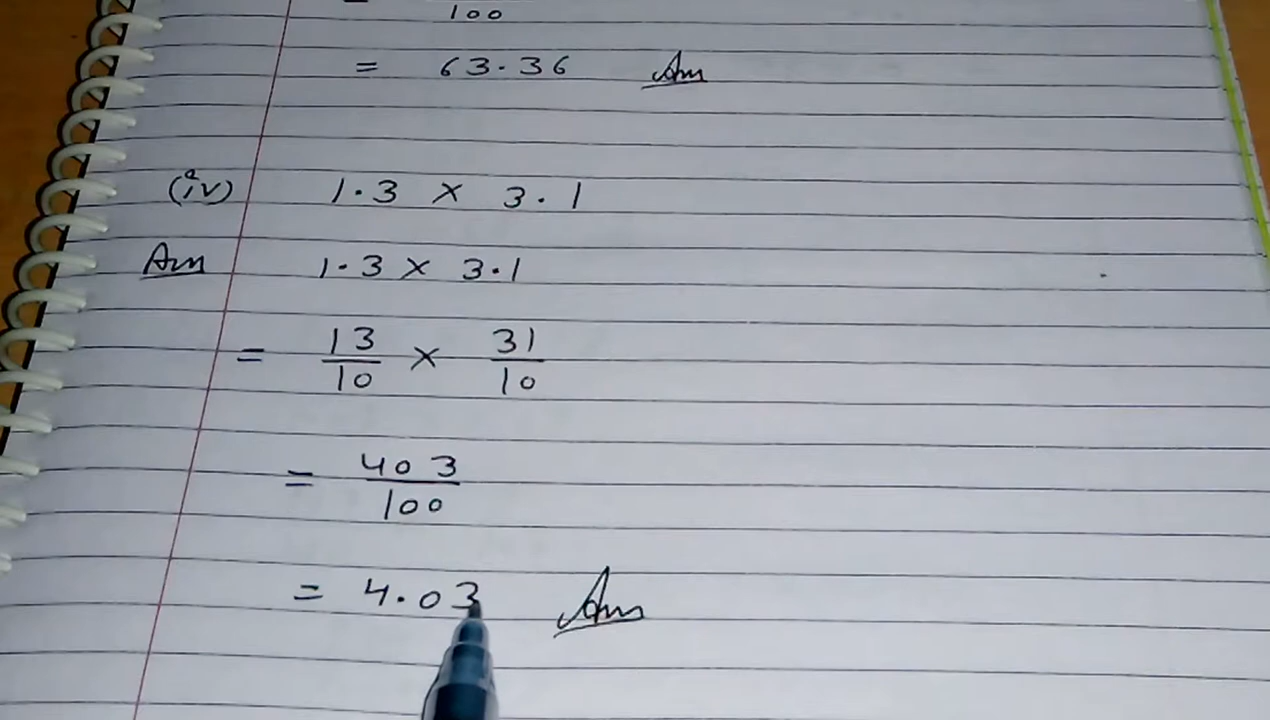 100
= 63.36 Ans
(iv) 1.3 × 3.1
Ans 1.3 × 3.1
= 13/10 × 31/10
= 403/100
= 4.03 Ans